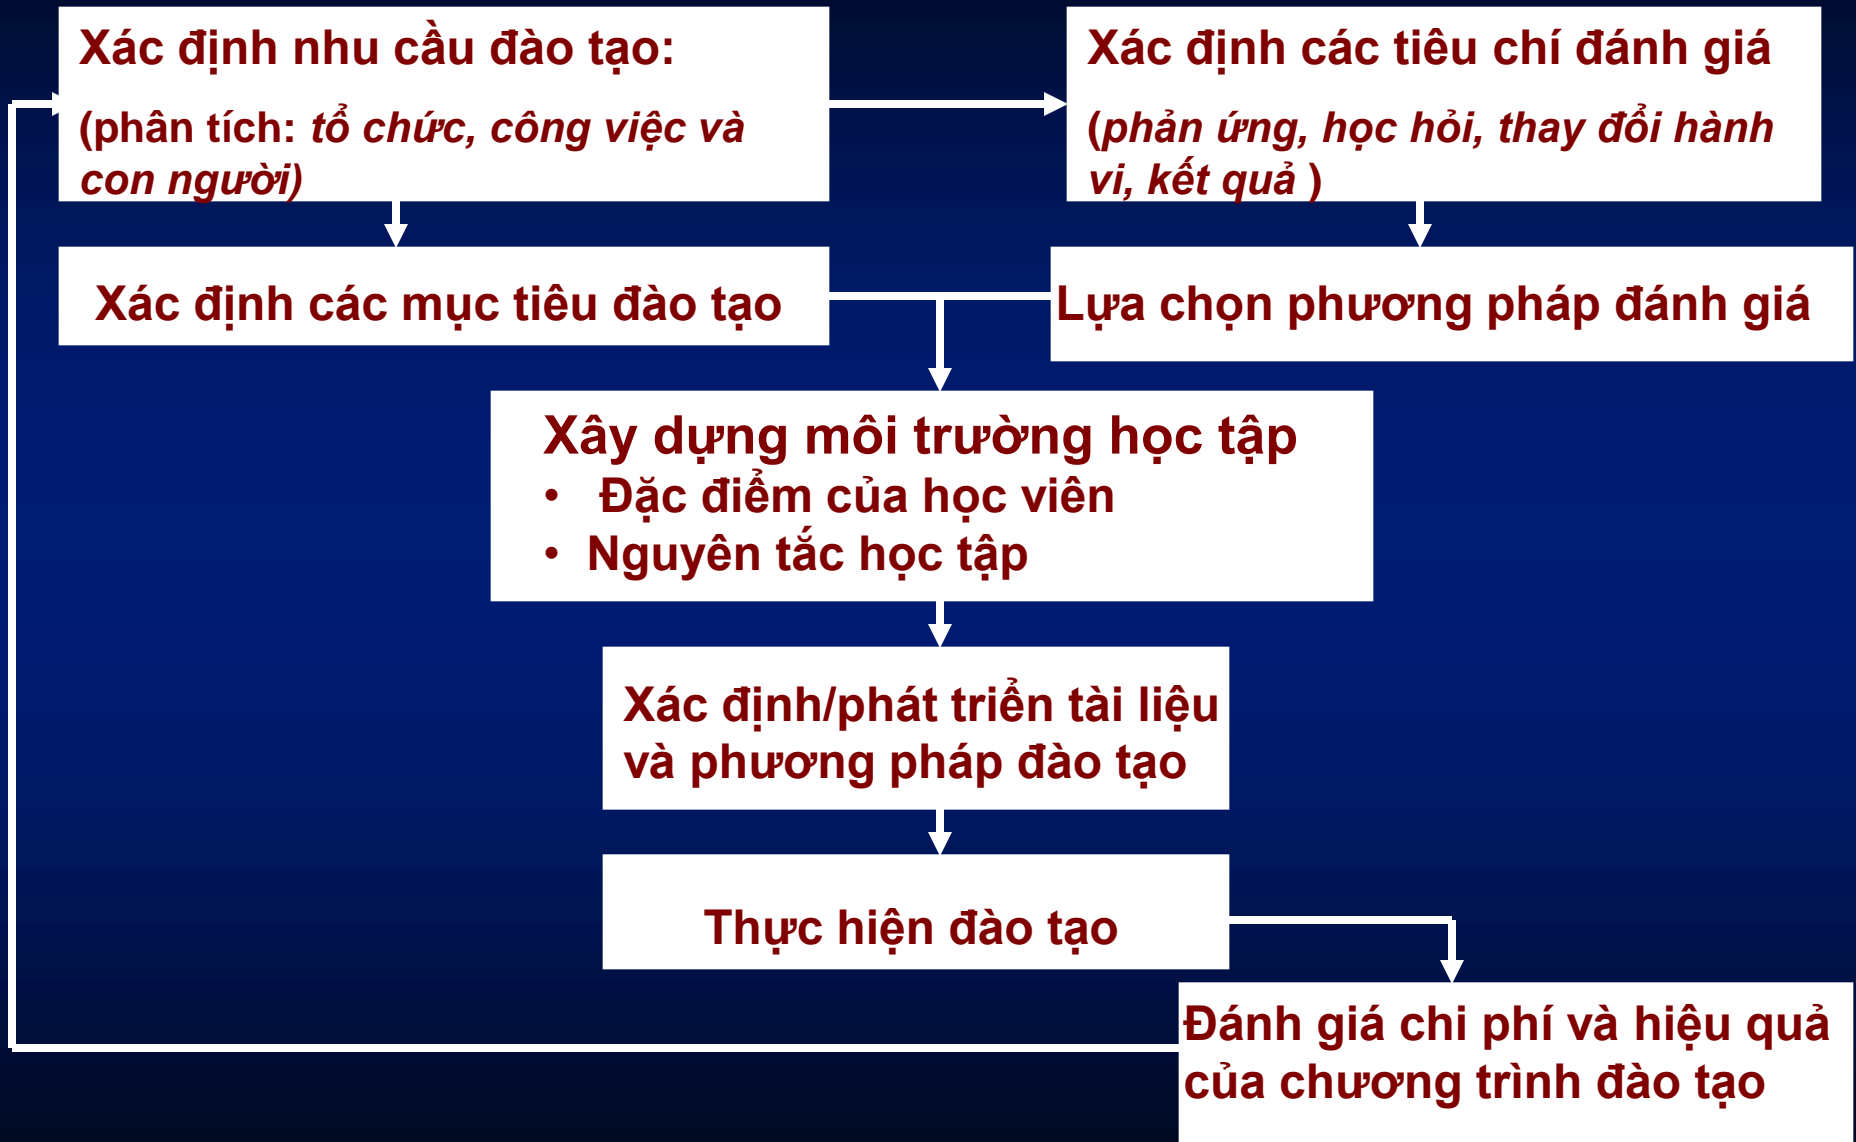 Xác định nhu cầu đào tạo:
(phân tích: tổ chức, công việc và
con người)
Xác định các tiêu chí đánh giá
(phản ứng, học hỏi, thay đổi hành
vi, kết quả )
Xác định các mục tiêu đào tạo
Lựa chọn phương pháp đánh giá
Xây dựng môi trường học tập
• Đặc điểm của học viên
• Nguyên tắc học tập
Xác định/phát triển tài liệu
và phương pháp đào tạo
Thực hiện đào tạo
Đánh giá chi phí và hiệu quả
của chương trình đào tạo